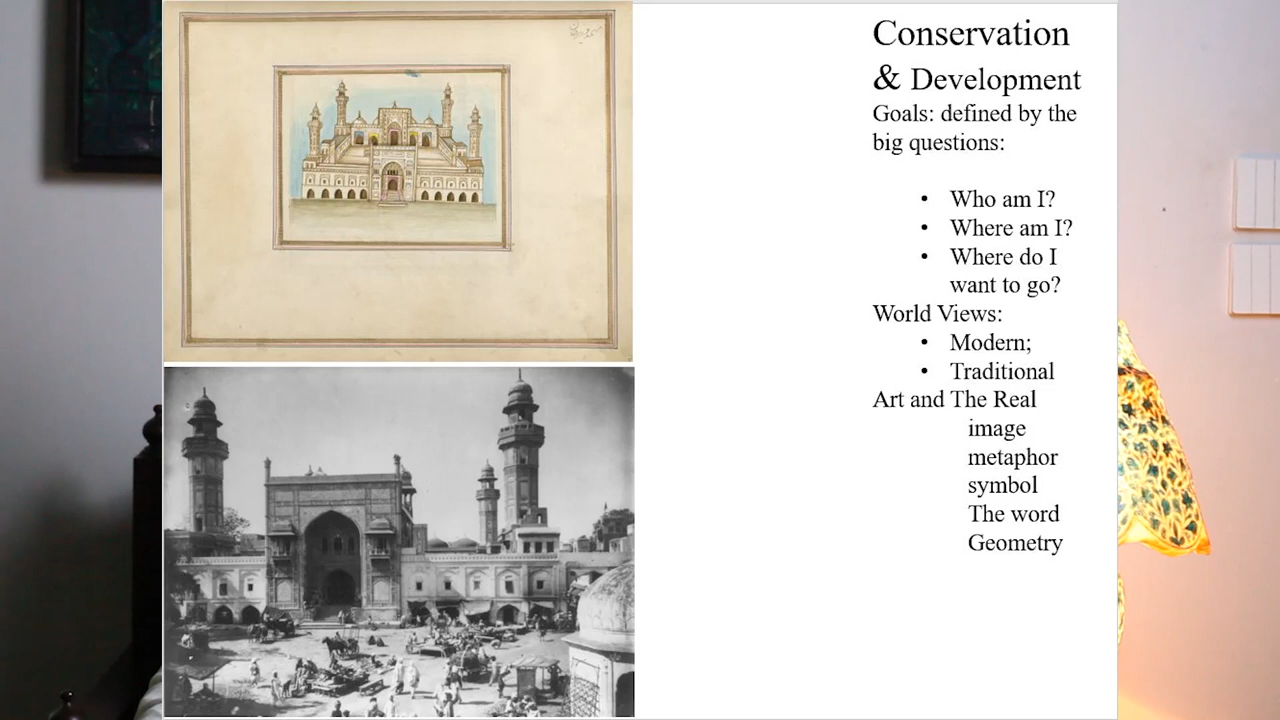 Conservation
& Development
Goals: defined by the
big questions:
• Who am I?
• Where am I?
• Where do I
want to go?
World Views:
• Modern;
• Traditional
Art and The Real
image
metaphor
symbol
The word
Geometry